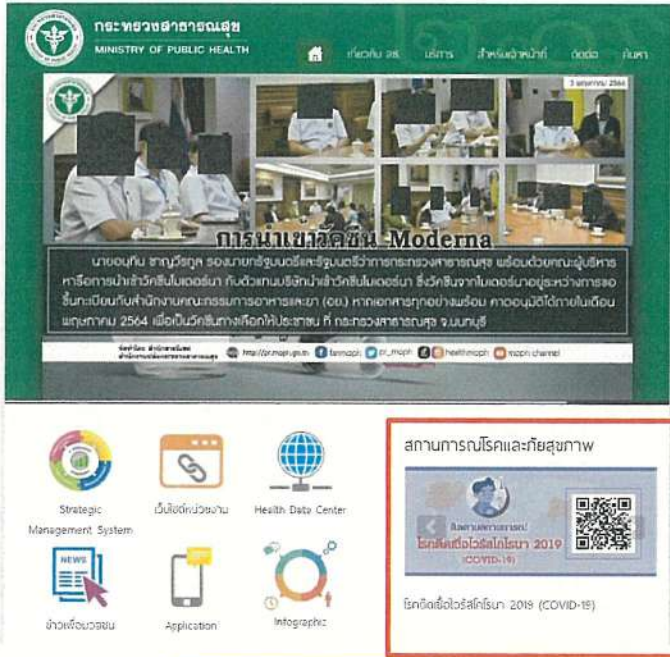 กระทรวงสาธารณสุข
MINISTRY OF PUBLIC HEALTH
เกี่ยวกับ สธ. บริการ สำหรับเจ้าหน้าที่ ติดต่อ ค้นหา
3 พฤษภาคม 2564
การนำเข้าวัคซีน Moderna
นายอนุทิน ชาญวีรกูล รองนายกรัฐมนตรีและรัฐมนตรีว่าการกระทรวงสาธารณสุข พร้อมด้วยคณะผู้บริหาร
หารือการนำเข้าวัคซีนโมเดอร์นา กับตัวแทนบริษัทนำเข้าวัคซีนโมเดอร์นา ซึ่งวัคซีนจากโมเดอร์นาอยู่ระหว่างการขอ
ขึ้นทะเบียนกับสำนักงานคณะกรรมการอาหารและยา (อย.) หากเอกสารทุกอย่างพร้อม คาดอนุมัติได้ภายในเดือน
พฤษภาคม 2564 เพื่อเป็นวัคซีนทางเลือกให้ประชาชน ที่ กระทรวงสาธารณสุข จ.นนทบุรี
http://pr.moph.go.th fanmoph pr_moph healthmoph moph channel
สถานการณ์โรคและภัยสุขภาพ
Strategic
Management System
เว็บไซต์หน่วยงาน
Health Data Center
โรคติดเชื้อไวรัสโคโรนา 2019
(COVID-19)
NEWS
ข่าวเพื่อมวลชน
Application
Infographic
โรคติดเชื้อไวรัสโคโรนา 2019 (COVID-19)